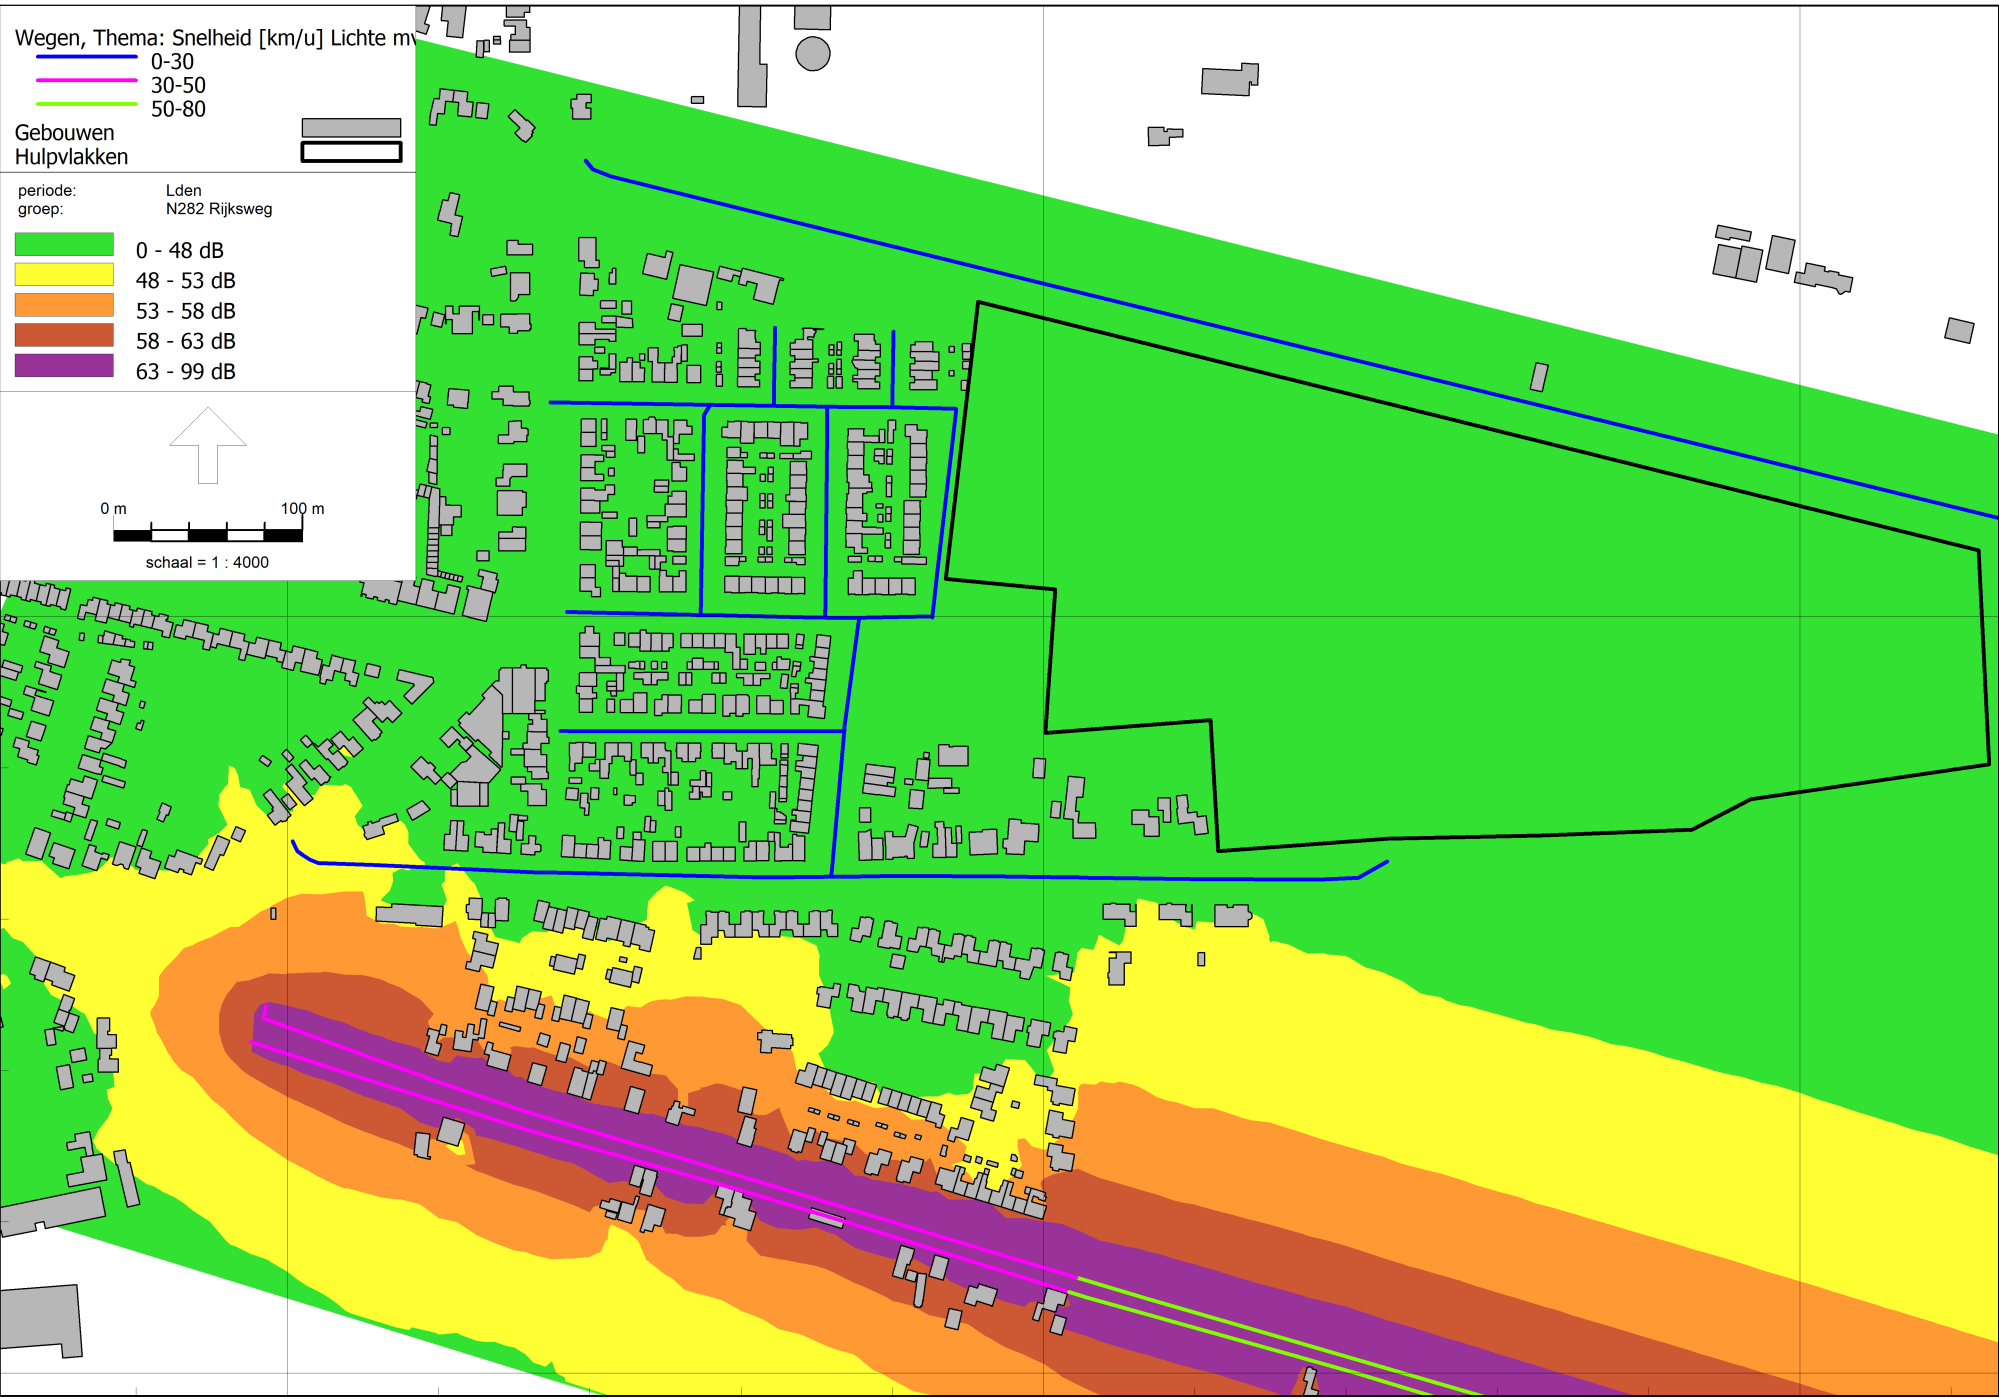 Wegen, Thema: Snelheid [km/u] Lichte mv
0-30
30-50
50-80
Gebouwen
Hulpvlakken
periode: Lden
groep: N282 Rijksweg
0 - 48 dB
48 - 53 dB
53 - 58 dB
58 - 63 dB
63 - 99 dB
0 m 100 m
schaal = 1 : 4000